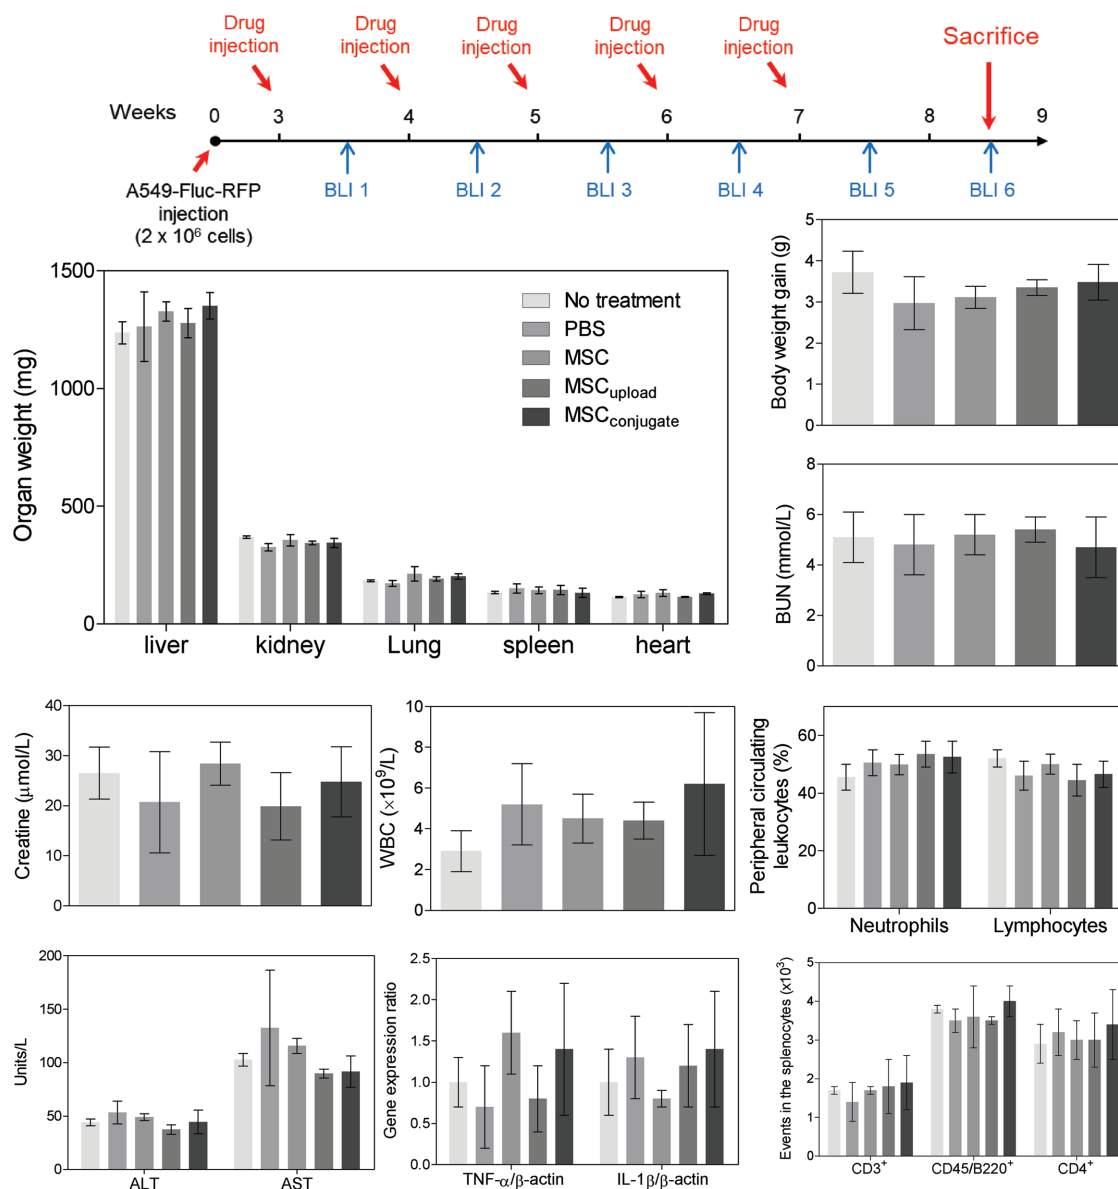 Drug injection
Drug injection
Drug injection
Drug injection
Drug injection
Sacrifice
Weeks 0 3 4 5 6 7 8 9
A549-Fluc-RFP
injection
(2 x 10⁶ cells)
BLI 1 BLI 2 BLI 3 BLI 4 BLI 5 BLI 6
Organ weight (mg)
1500
1000
500
0
No treatment
PBS
MSC
MSCupload
MSCconjugate
liver kidney Lung spleen heart
Body weight gain (g)
5
4
3
2
1
0
BUN (mmol/L)
8
6
4
2
0
Creatine (μmol/L)
40
30
20
10
0
WBC (×10⁹/L)
10
8
6
4
2
0
Peripheral circulating
leukocytes (%)
60
40
20
0
Neutrophils Lymphocytes
Units/L
200
150
100
50
0
ALT AST
Gene expression ratio
2.5
2.0
1.5
1.0
0.5
0.0
TNF-α/β-actin IL-1β/β-actin
Events in the splenocytes (x10³)
5
4
3
2
1
0
CD3⁺ CD45/B220⁺ CD4⁺